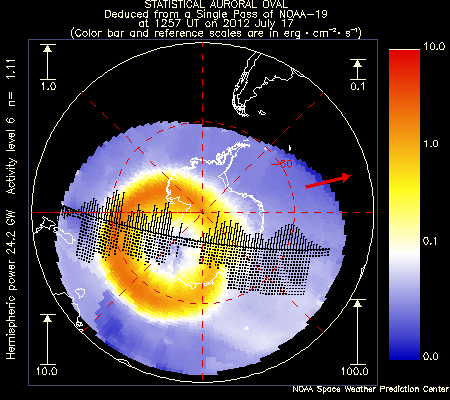 STATISTICAL AURORAL OVAL
Deduced from a Single Pass of NOAA-19
at 1257 UT on 2012 July 17
(Color bar and reference scales are in erg·cm⁻²·s⁻¹)
1.0
0.1
10.0
1.0
0.1
0.0
-60
Hemispheric power 24.2 GW Activity level 6 n= 1.11
10.0
100.0
NOAA Space Weather Prediction Center